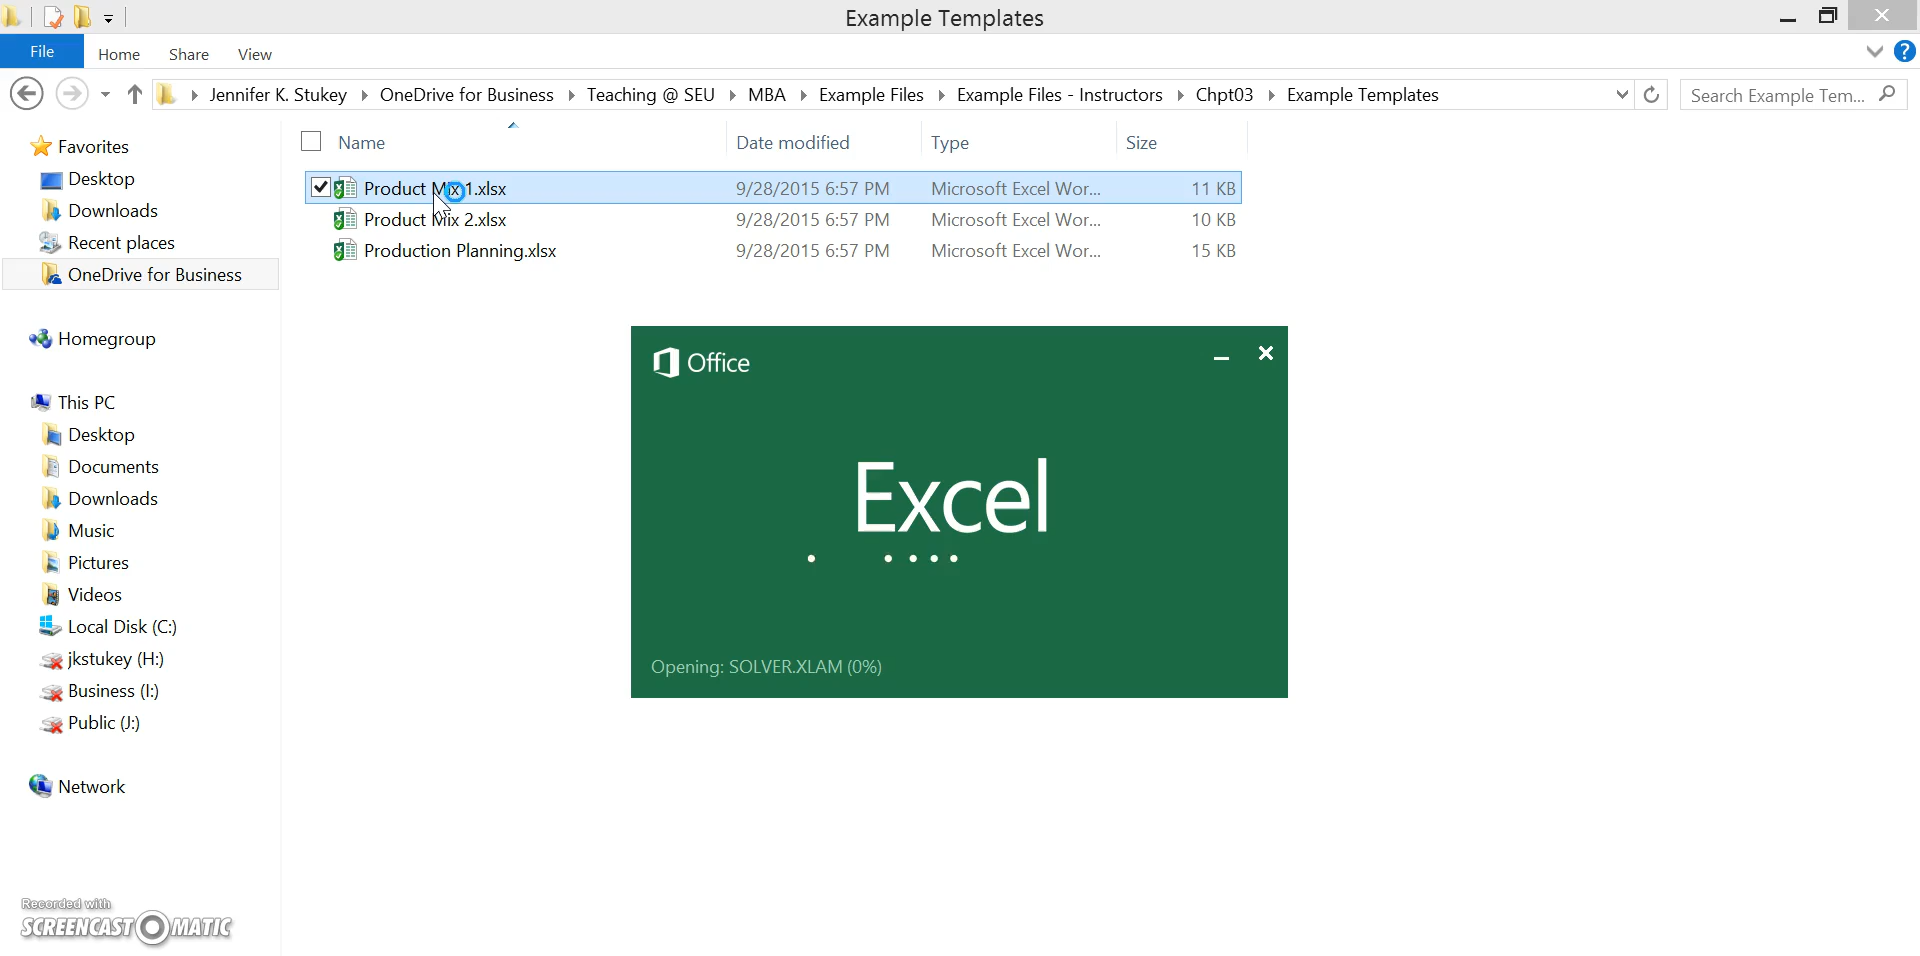 Example Templates
File Home Share View
Jennifer K. Stukey OneDrive for Business Teaching @ SEU MBA Example Files Example Files - Instructors Chpt03 Example Templates
Search Example Tem...
Favorites
Desktop
Downloads
Recent places
OneDrive for Business
Homegroup
This PC
Desktop
Documents
Downloads
Music
Pictures
Videos
Local Disk (C:)
jkstukey (H:)
Business (I:)
Public (J:)
Network
Name Date modified Type Size
Product Mix 1.xlsx 9/28/2015 6:57 PM Microsoft Excel Wor... 11 KB
Product Mix 2.xlsx 9/28/2015 6:57 PM Microsoft Excel Wor... 10 KB
Production Planning.xlsx 9/28/2015 6:57 PM Microsoft Excel Wor... 15 KB
Office
Excel
Opening: SOLVER.XLAM (0%)
Recorded with
SCREENCAST MATIC